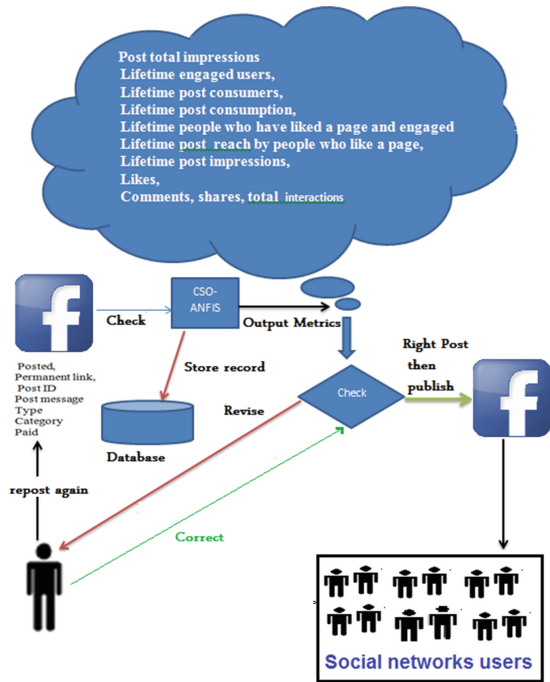 Post total impressions
Lifetime engaged users,
Lifetime post consumers,
Lifetime post consumption,
Lifetime people who have liked a page and engaged
Lifetime post reach by people who like a page,
Lifetime post impressions,
Likes,
Comments, shares, total interactions
f
CSO-
ANFIS
Check
Output Metrics
Right Post
then
publish
f
Posted,
Permanent link,
Post ID
Post message
Type
Category
Paid
Store record
Check
Revise
Database
repost again
Correct
Social networks users